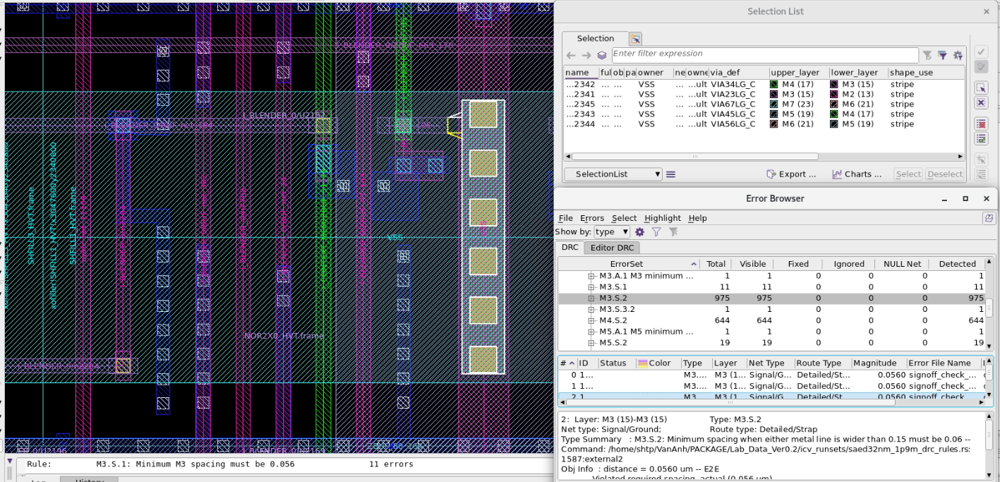 Selection List
Selection
Enter filter expression
name ful ob pa owner ne owne via_def upper_layer lower_layer shape_use
...2342 ... ... VSS ... ...ult VIA34LG_C M4 (17) M3 (15) stripe
...2341 ... ... VSS ... ...ult VIA23LG_C M3 (15) M2 (13) stripe
...2345 ... ... VSS ... ...ult VIA67LG_C M7 (23) M6 (21) stripe
...2343 ... ... VSS ... ...ult VIA45LG_C M5 (19) M4 (17) stripe
...2344 ... ... VSS ... ...ult VIA56LG_C M6 (21) M5 (19) stripe
SelectionList Export ... Charts ... Select Deselect
Error Browser
File Errors Select Highlight Help
Show by: type
DRC Editor DRC
ErrorSet Total Visible Fixed Ignored NULL Net Detected
M3.A.1 M3 minimum ... 1 1 0 0 0 1
M3.S.1 11 11 0 0 0 11
M3.S.2 975 975 0 0 0 975
M3.S.3.2 1 1 0 0 0 1
M4.S.2 644 644 0 0 0 644
M5.A.1 M5 minimum ... 1 1 0 0 0 1
M5.S.2 19 19 0 0 0 19
# ID Status Color Type Layer Net Type Route Type Magnitude Error File Name
0 1... M3.... M3 (1... Signal/G... Detailed/St... 0.0560 signoff_check_...
1 1... M3.... M3 (1... Signal/G... Detailed/St... 0.0560 signoff_check_...
2 1 M3 M3 (1 Signal/G Detailed/St 0.0560 signoff_check
2: Layer: M3 (15)-M3 (15) Type: M3.S.2
Net type: Signal/Ground; Route type: Detailed/Strap
Type Summary : M3.S.2: Minimum spacing when either metal line is wider than 0.15 must be 0.06 --
Command: /home/shtp/VanAnh/PACKAGE/Lab_Data_Ver0.2/icv_runsets/saed32nm_1p9m_drc_rules.rs:
1587:external2
Obj Info : distance = 0.0560 um -- E2E
Violated required spacing, actual (0.056 um)
I_BLENDER_0/U2152
VSS
NOR2X0_HVT.frame
SHFILL3_HVT.frame
xofiller!SHFILL1_HVT!x3047600y2340800
SHFILL1_HVT.frame
Rule: M3.S.1: Minimum M3 spacing must be 0.056 11 errors
Log History